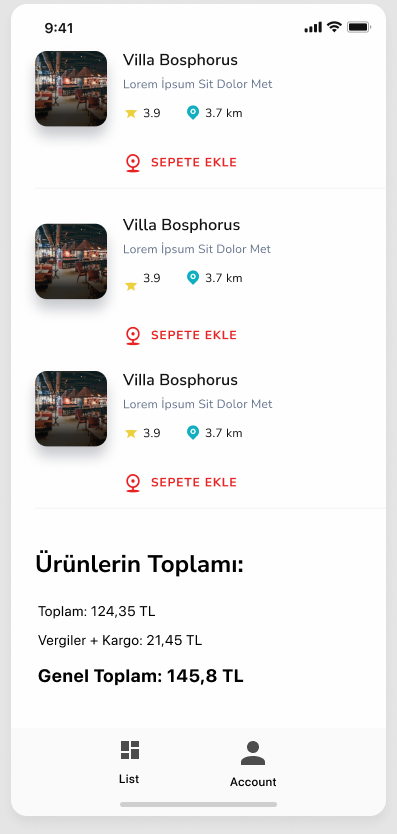 9:41
Villa Bosphorus
Lorem İpsum Sit Dolor Met
3.9 3.7 km
SEPETE EKLE
Villa Bosphorus
Lorem İpsum Sit Dolor Met
3.9 3.7 km
SEPETE EKLE
Villa Bosphorus
Lorem İpsum Sit Dolor Met
3.9 3.7 km
SEPETE EKLE
Ürünlerin Toplamı:
Toplam: 124,35 TL
Vergiler + Kargo: 21,45 TL
Genel Toplam: 145,8 TL
List Account